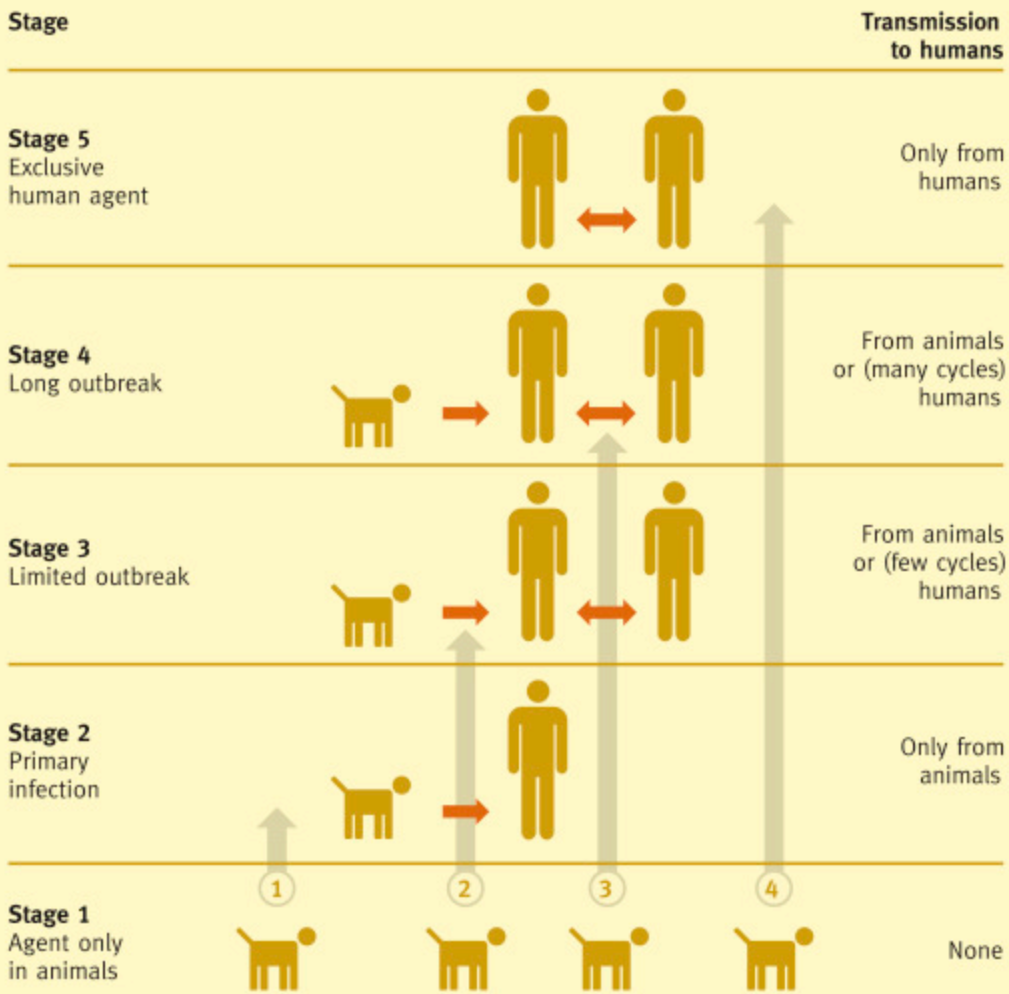 Stage
Transmission
to humans
Stage 5
Exclusive
human agent
Only from
humans
Stage 4
Long outbreak
From animals
or (many cycles)
humans
Stage 3
Limited outbreak
From animals
or (few cycles)
humans
Stage 2
Primary
infection
Only from
animals
1
2
3
4
Stage 1
Agent only
in animals
None